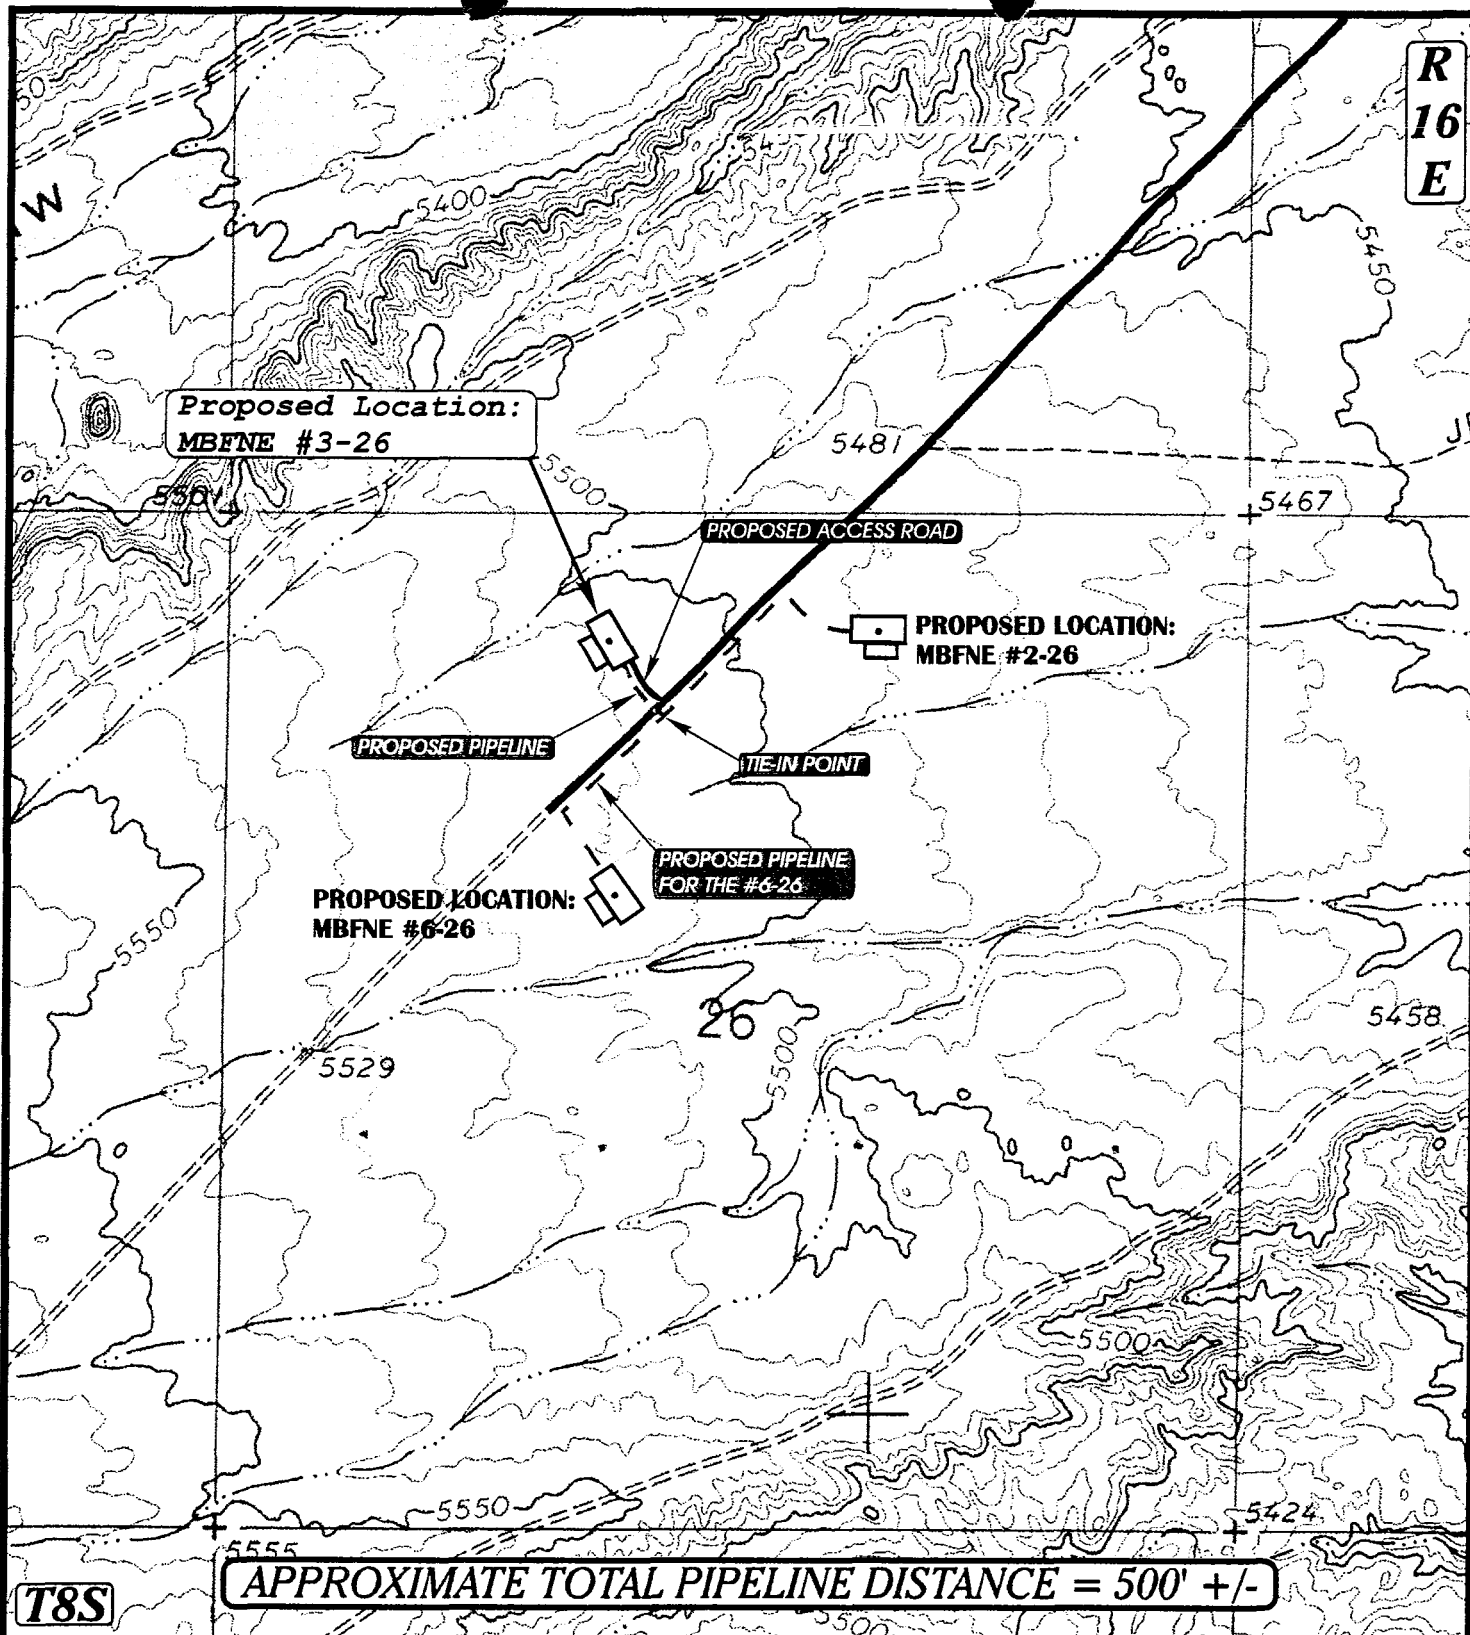 R
16
E
W
5400
5450
Proposed Location:
MBFNE #3-26
5481
5500
5467
PROPOSED ACCESS ROAD
PROPOSED LOCATION:
MBFNE #2-26
PROPOSED PIPELINE
TIE-IN POINT
PROPOSED PIPELINE
FOR THE #6-26
PROPOSED LOCATION:
MBFNE #6-26
5550
26
5458
5500
5529
5500
5550
5424
5555
APPROXIMATE TOTAL PIPELINE DISTANCE = 500' +/-
T8S
5500